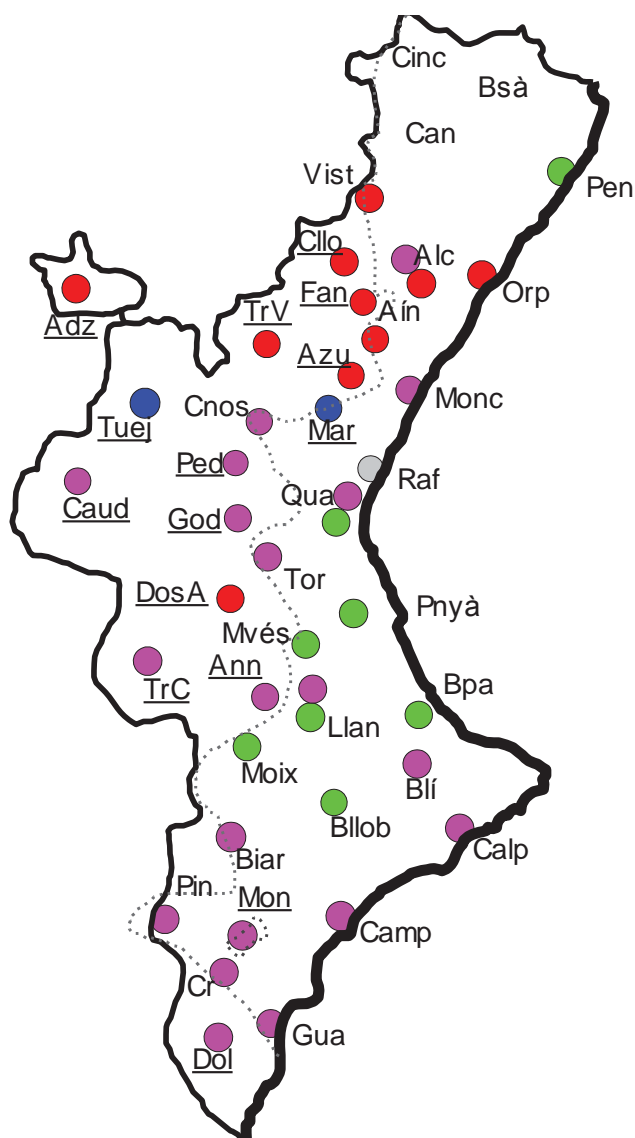 Cinc
Bsà
Can
Pen
Vist
Cllo
Alc
Orp
Fan
Adz
TrV
Aín
Azu
Monc
Cnos
Tuej
Mar
Ped
Raf
Caud
Qua
God
Tor
DosA
Pnyà
Mvés
Ann
TrC
Bpa
Llan
Moix
Blí
Bllob
Calp
Biar
Pin
Mon
Camp
Cr
Gua
Dol